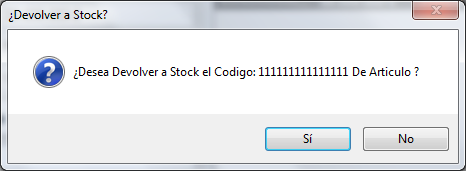 ¿Devolver a Stock?
¿Desea Devolver a Stock el Codigo: 111111111111111 De Articulo ?
Sí
No